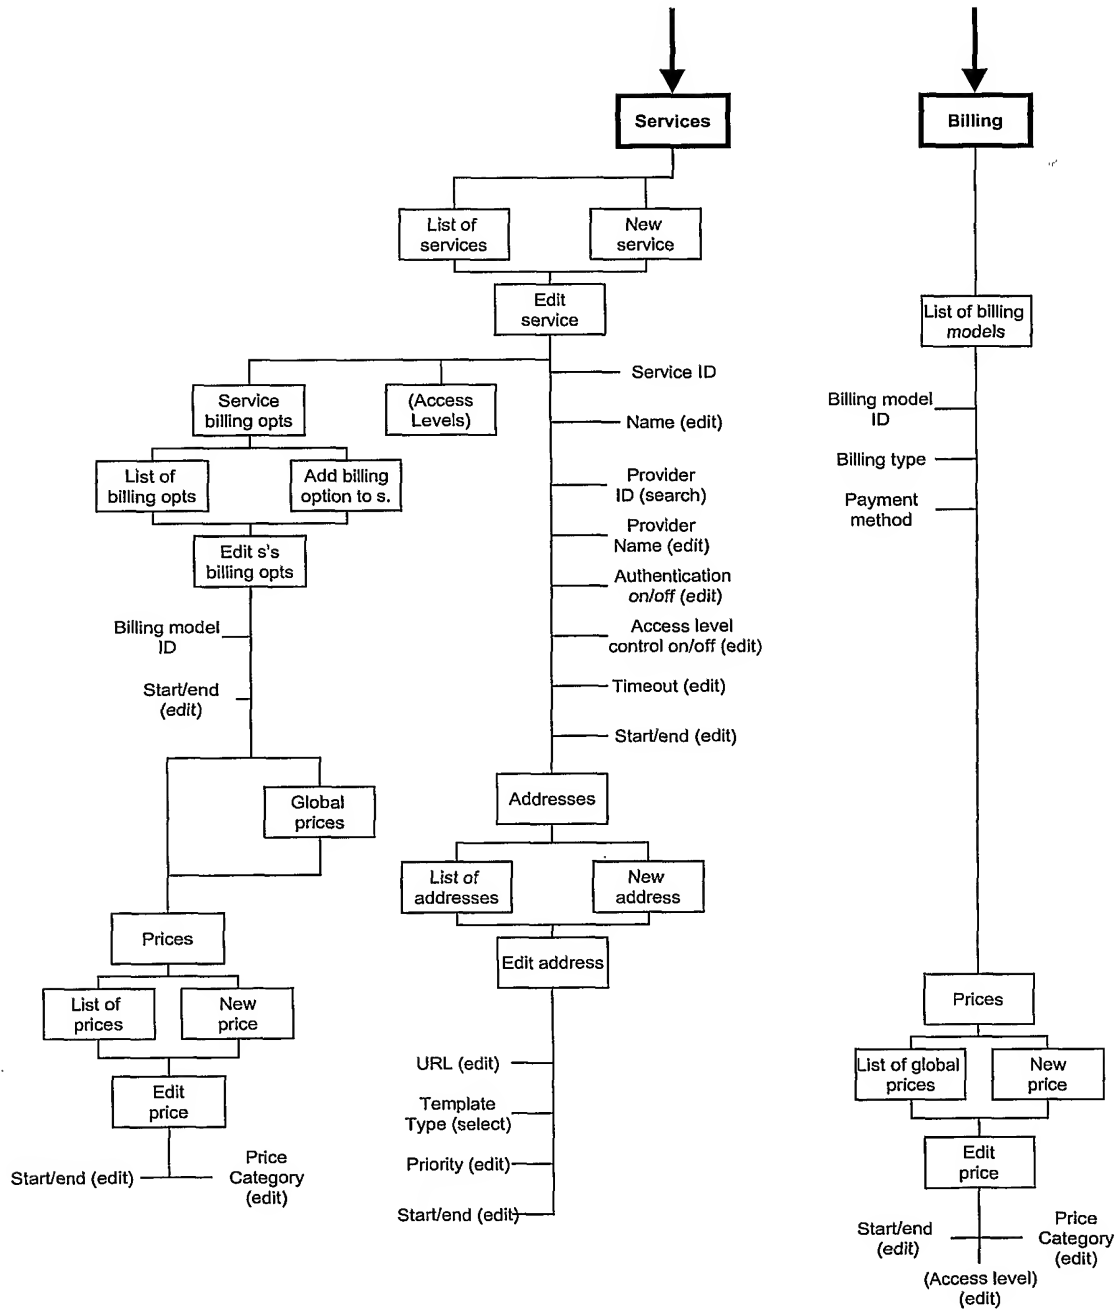 Services
Billing
List of
services
New
service
Edit
service
List of billing
models
Service ID
Service
billing opts
(Access
Levels)
Billing model
ID
Name (edit)
Billing type
List of
billing opts
Add billing
option to s.
Provider
ID (search)
Payment
method
Provider
Name (edit)
Edit s's
billing opts
Authentication
on/off (edit)
Billing model
ID
Access level
control on/off (edit)
Start/end
(edit)
Timeout (edit)
Start/end (edit)
Global
prices
Addresses
List of
addresses
New
address
Prices
Edit address
List of
prices
New
price
Prices
URL (edit)
List of global
prices
New
price
Edit
price
Template
Type (select)
Start/end (edit)
Price
Category
(edit)
Priority (edit)
Edit
price
Start/end (edit)
Start/end
(edit)
Price
Category
(edit)
(Access level)
(edit)